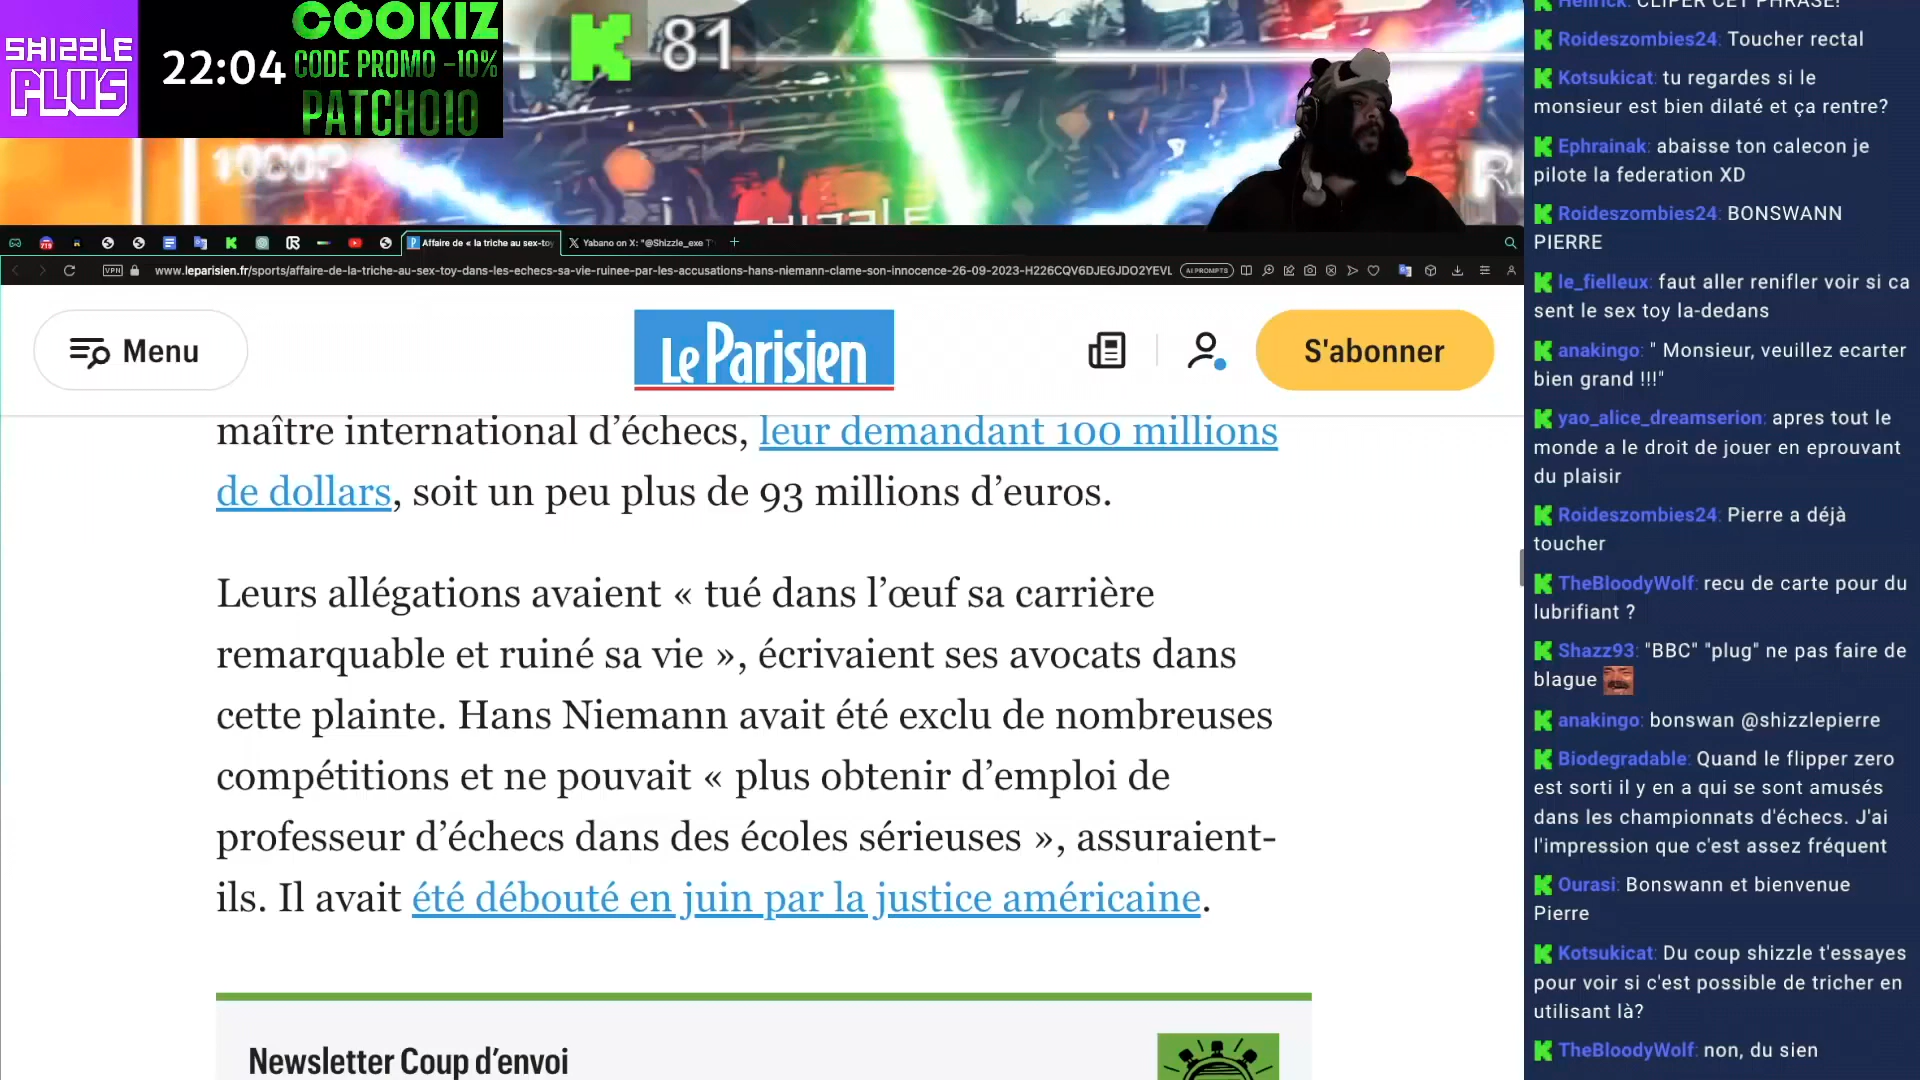 SHIZZLE
PLUS
22:04
COOKIZ
CODE PROMO -10%
PATCHO10
81
1080P
SHIZZLE
Affaire de « la triche au sex-toy
Yabano on X: "@Shizzle_exe T
VPN
www.leparisien.fr/sports/affaire-de-la-triche-au-sex-toy-dans-les-echecs-sa-vie-ruinee-par-les-accusations-hans-niemann-clame-son-innocence-26-09-2023-H226CQV6DJEGJDO2YEVL
AI PROMPTS
Menu
Le Parisien
S'abonner
maître international d’échecs, leur demandant 100 millions
de dollars, soit un peu plus de 93 millions d’euros.
Leurs allégations avaient « tué dans l’œuf sa carrière
remarquable et ruiné sa vie », écrivaient ses avocats dans
cette plainte. Hans Niemann avait été exclu de nombreuses
compétitions et ne pouvait « plus obtenir d’emploi de
professeur d’échecs dans des écoles sérieuses », assuraient-
ils. Il avait été débouté en juin par la justice américaine.
Newsletter Coup d’envoi
Henrick: CLIPER CET PHRASE!
Roideszombies24: Toucher rectal
Kotsukicat: tu regardes si le
monsieur est bien dilaté et ça rentre?
Ephrainak: abaisse ton calecon je
pilote la federation XD
Roideszombies24: BONSWANN
PIERRE
le_fielleux: faut aller renifler voir si ca
sent le sex toy la-dedans
anakingo: " Monsieur, veuillez ecarter
bien grand !!!"
yao_alice_dreamserion: apres tout le
monde a le droit de jouer en eprouvant
du plaisir
Roideszombies24: Pierre a déjà
toucher
TheBloodyWolf: recu de carte pour du
lubrifiant ?
Shazz93: "BBC" "plug" ne pas faire de
blague
anakingo: bonswan @shizzlepierre
Biodegradable: Quand le flipper zero
est sorti il y en a qui se sont amusés
dans les championnats d'échecs. J'ai
l'impression que c'est assez fréquent
Ourasi: Bonswann et bienvenue
Pierre
Kotsukicat: Du coup shizzle t'essayes
pour voir si c'est possible de tricher en
utilisant là?
TheBloodyWolf: non, du sien